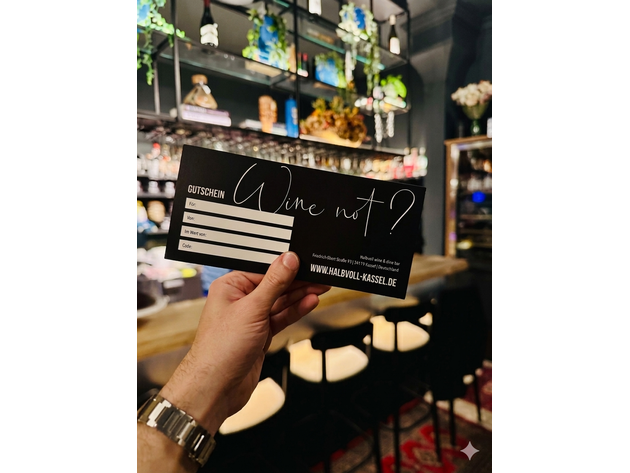 GUTSCHEIN
Wine not?
Für:
Von:
Im Wert von:
Code:
Halbvoll wine & dine bar
Friedrich-Ebert-Straße 93 | 34119 Kassel | Deutschland
WWW.HALBVOLL-KASSEL.DE